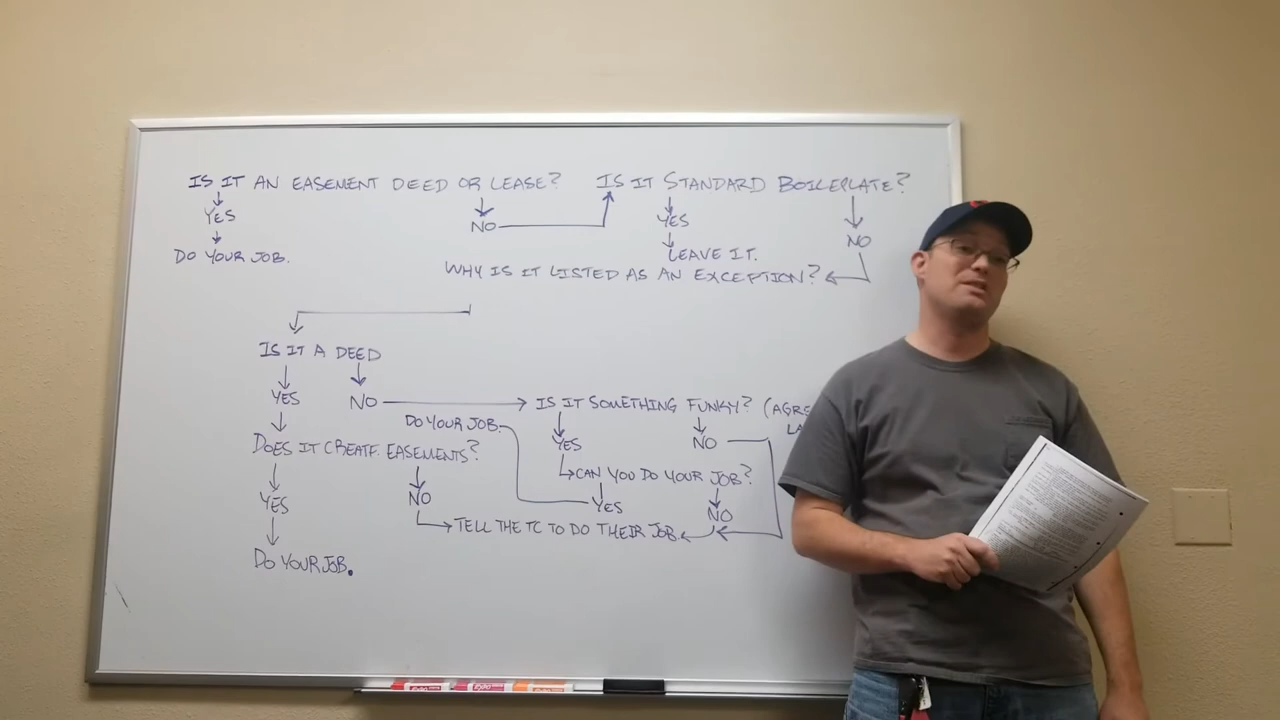 IS IT AN EASEMENT DEED OR LEASE? IS IT STANDARD BOILEPLATE?
YES NO YES NO
DO YOUR JOB. LEAVE IT.
WHY IS IT LISTED AS AN EXCEPTION?
IS IT A DEED
YES NO IS IT SOMETHING FUNKY? (AGRE
DO YOUR JOB. LA
DOES IT CREATE EASEMENTS? YES NO
CAN YOU DO YOUR JOB?
YES NO YES NO
TELL THE TC TO DO THEIR JOB.
DO YOUR JOB.